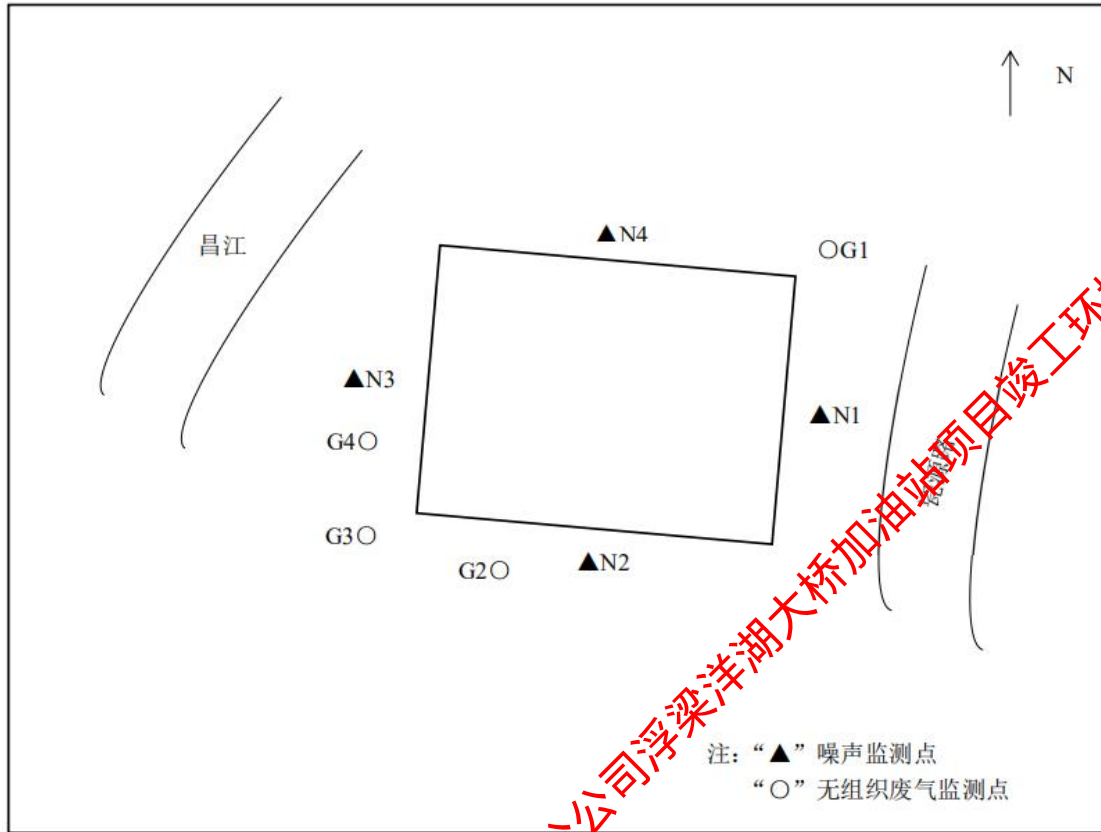 N
▲N4
○G1
昌江
▲N3
▲N1
G4○
G3○
G2○
▲N2
公司浮梁洋湖大桥加油站项目竣工环
注：“▲”噪声监测点
“○”无组织废气监测点